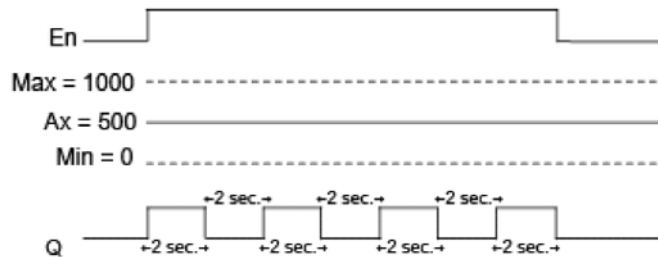 En
Max = 1000
Ax = 500
Min = 0
←2 sec.→ ←2 sec.→ ←2 sec.→
Q ←2 sec.→ ←2 sec.→ ←2 sec.→ ←2 sec.→